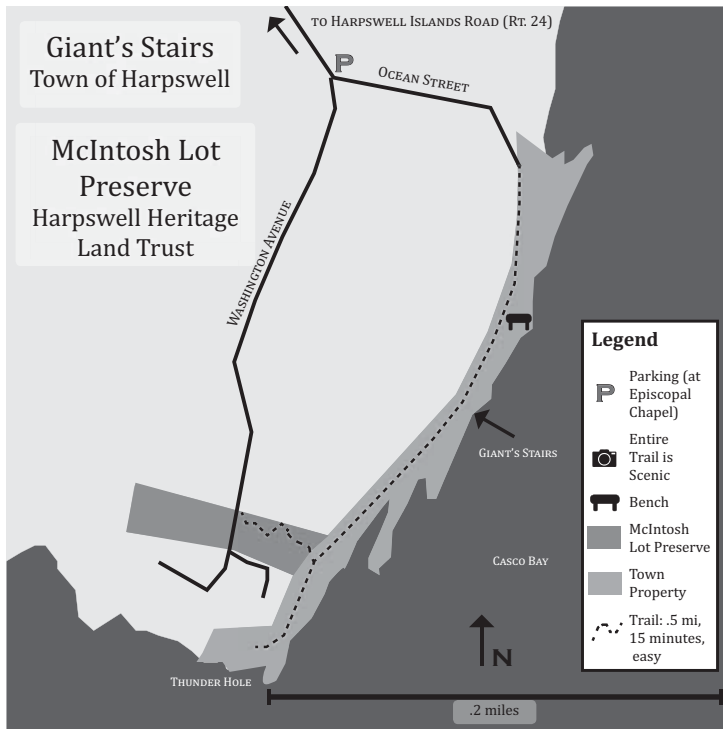 Giant's Stairs
Town of Harpswell
McIntosh Lot
Preserve
Harpswell Heritage
Land Trust
to Harpswell Islands Road (Rt. 24)
P
Ocean Street
Washington Avenue
Giant's Stairs
Casco Bay
Thunder Hole
N
.2 miles
Legend
P
Parking (at
Episcopal
Chapel)
Entire
Trail is
Scenic
Bench
McIntosh
Lot Preserve
Town
Property
Trail: .5 mi,
15 minutes,
easy